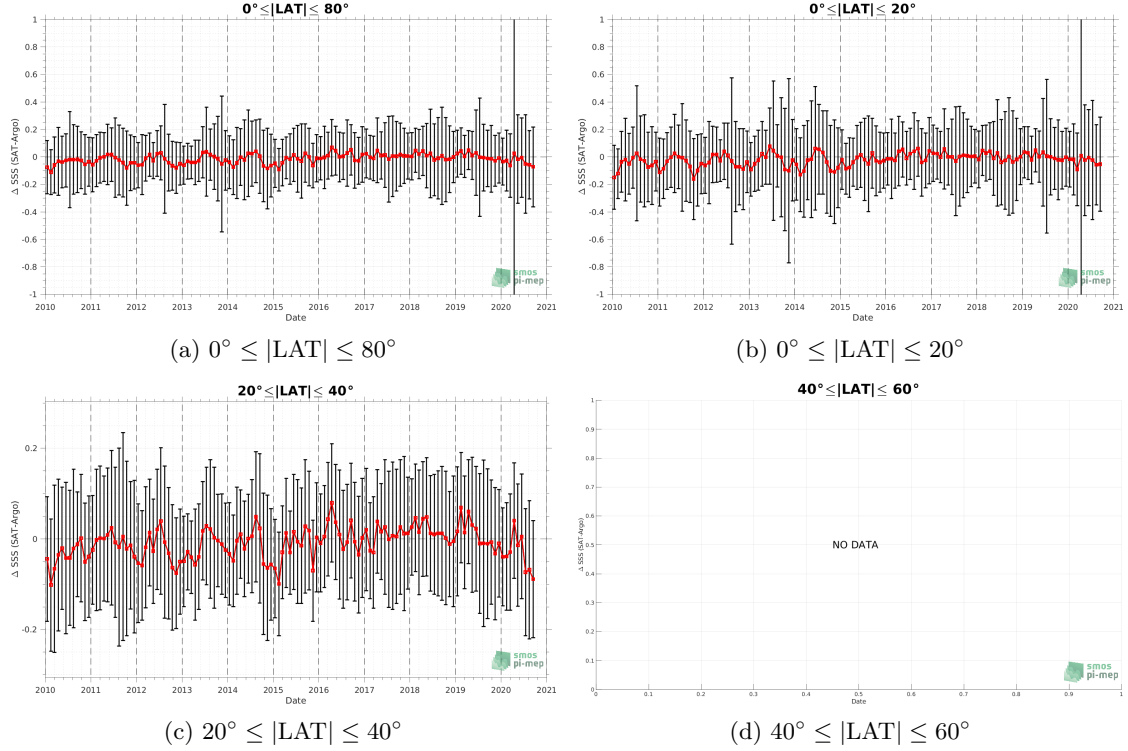 0°≤|LAT|≤ 80°
Δ SSS (SAT-Argo)
1
0.8
0.6
0.4
0.2
0
-0.2
-0.4
-0.6
-0.8
-1
2010 2011 2012 2013 2014 2015 2016 2017 2018 2019 2020 2021
Date
smos
pi-mep
(a) 0° ≤ |LAT| ≤ 80°
0°≤|LAT|≤ 20°
Δ SSS (SAT-Argo)
1
0.8
0.6
0.4
0.2
0
-0.2
-0.4
-0.6
-0.8
-1
2010 2011 2012 2013 2014 2015 2016 2017 2018 2019 2020 2021
Date
smos
pi-mep
(b) 0° ≤ |LAT| ≤ 20°
20°≤|LAT|≤ 40°
Δ SSS (SAT-Argo)
0.2
0
-0.2
2010 2011 2012 2013 2014 2015 2016 2017 2018 2019 2020 2021
Date
smos
pi-mep
(c) 20° ≤ |LAT| ≤ 40°
40°≤|LAT|≤ 60°
Δ SSS (SAT-Argo)
1
0.9
0.8
0.7
0.6
0.5
0.4
0.3
0.2
0.1
0
NO DATA
0 0.1 0.2 0.3 0.4 0.5 0.6 0.7 0.8 0.9 1
Date
smos
pi-mep
(d) 40° ≤ |LAT| ≤ 60°